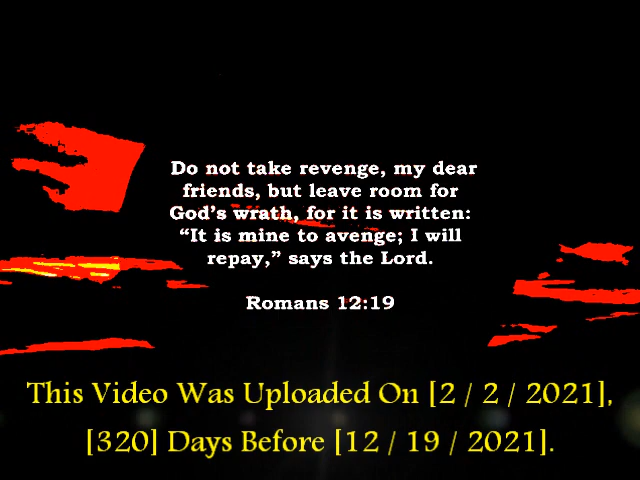 Do not take revenge, my dear
friends, but leave room for
God’s wrath, for it is written:
“It is mine to avenge; I will
repay,” says the Lord.
Romans 12:19
This Video Was Uploaded On [2 / 2 / 2021],
[320] Days Before [12 / 19 / 2021].